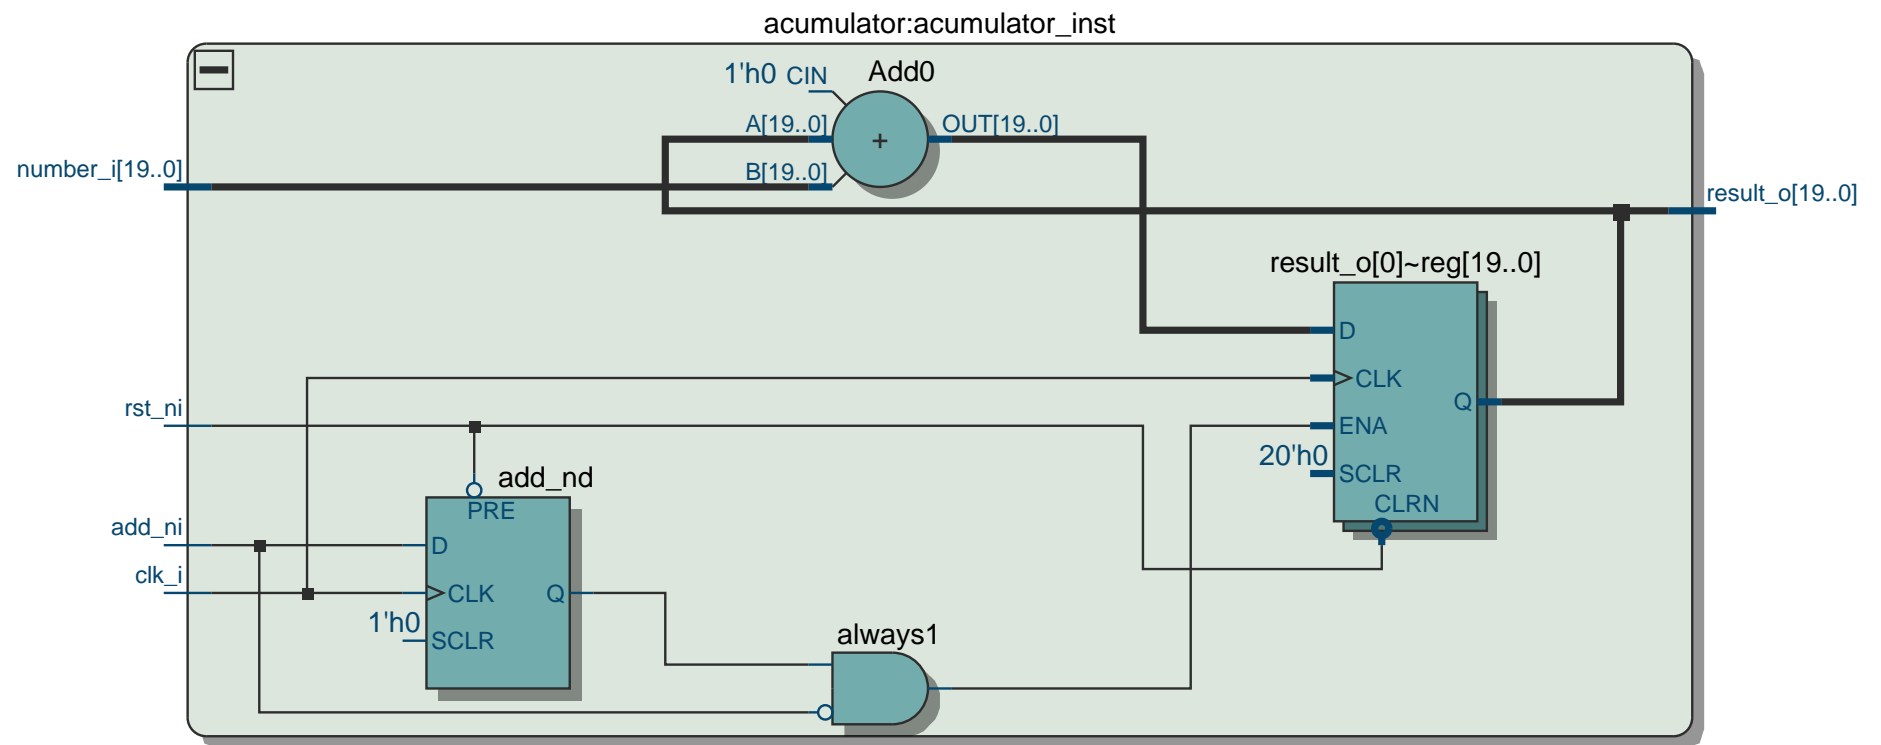 acumulator:acumulator_inst
1'h0 CIN
Add0
A[19..0]
+
OUT[19..0]
B[19..0]
number_i[19..0]
result_o[19..0]
result_o[0]~reg[19..0]
D
CLK
Q
ENA
20'h0
SCLR
CLRN
rst_ni
add_nd
PRE
add_ni
D
clk_i
CLK
Q
1'h0
SCLR
always1